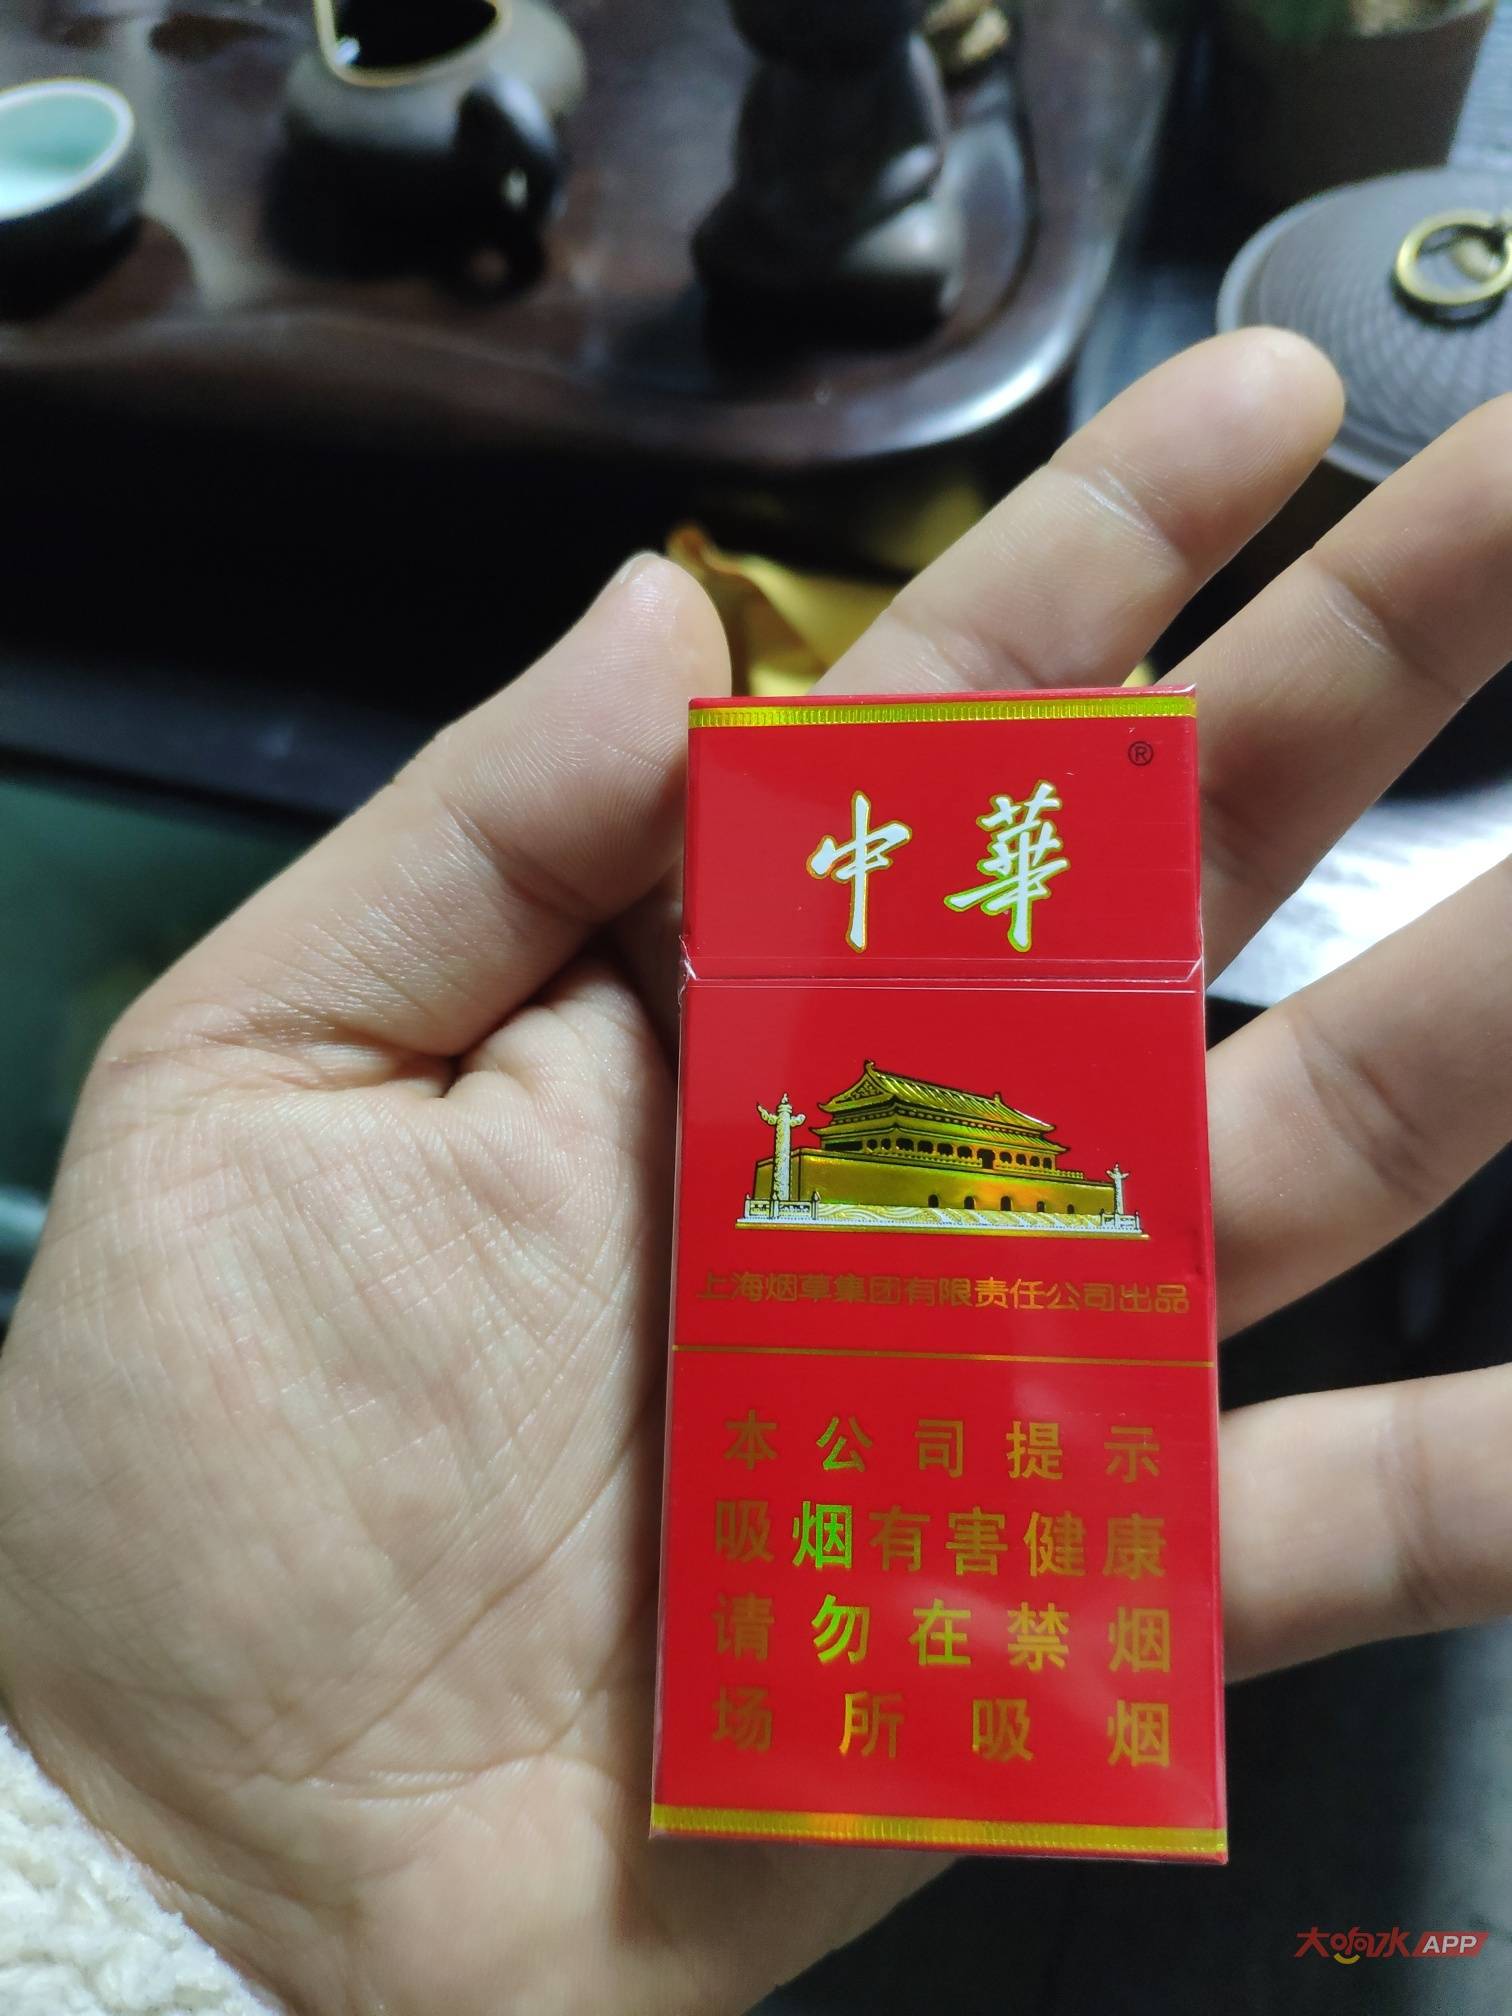 ®
中華
上海烟草集团有限责任公司出品
本公司提示
吸烟有害健康
请勿在禁烟
场所吸烟
大响水APP